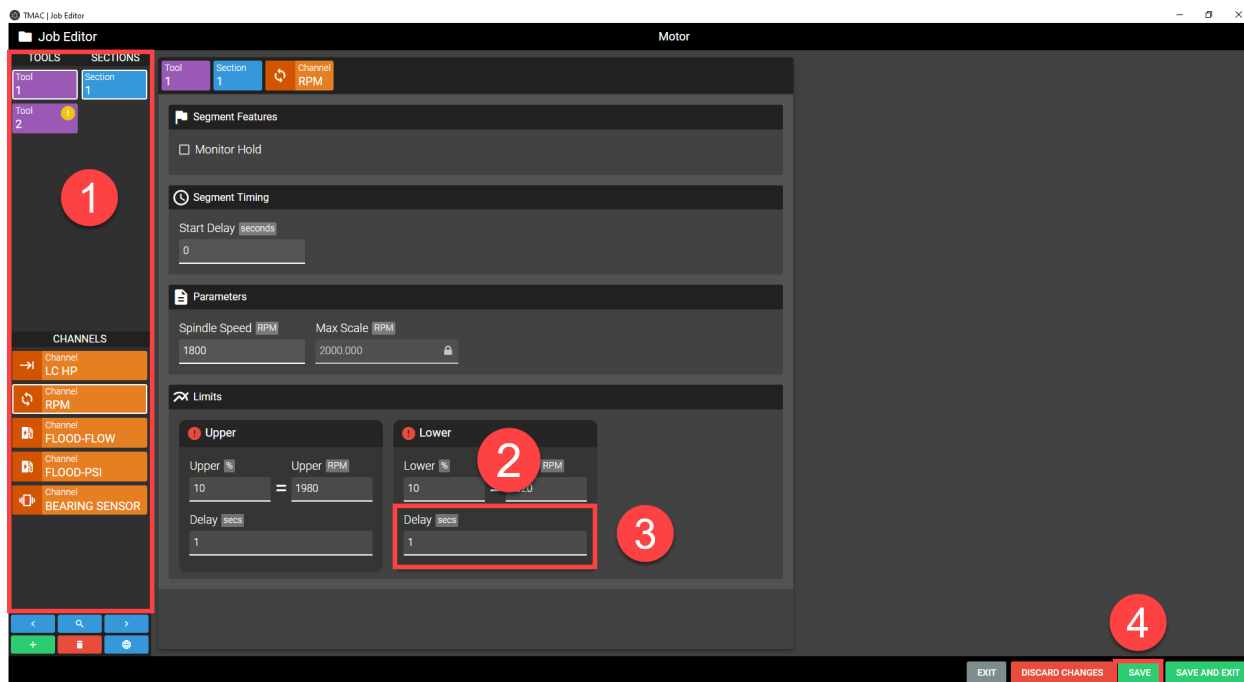 TMAC | Job Editor
Job Editor
Motor
TOOLS SECTIONS
Tool
1
Section
1
Tool
2
!
1
CHANNELS
Channel
LC HP
Channel
RPM
Channel
FLOOD-FLOW
Channel
FLOOD-PSI
Channel
BEARING SENSOR
Tool
1
Section
1
Channel
RPM
Segment Features
Monitor Hold
Segment Timing
Start Delay seconds
0
Parameters
Spindle Speed RPM
Max Scale RPM
1800
2000.000
Limits
Upper
Upper % Upper RPM
10 = 1980
Delay secs
1
Lower
Lower % RPM
10
2
Delay secs
1
3
4
EXIT DISCARD CHANGES SAVE SAVE AND EXIT